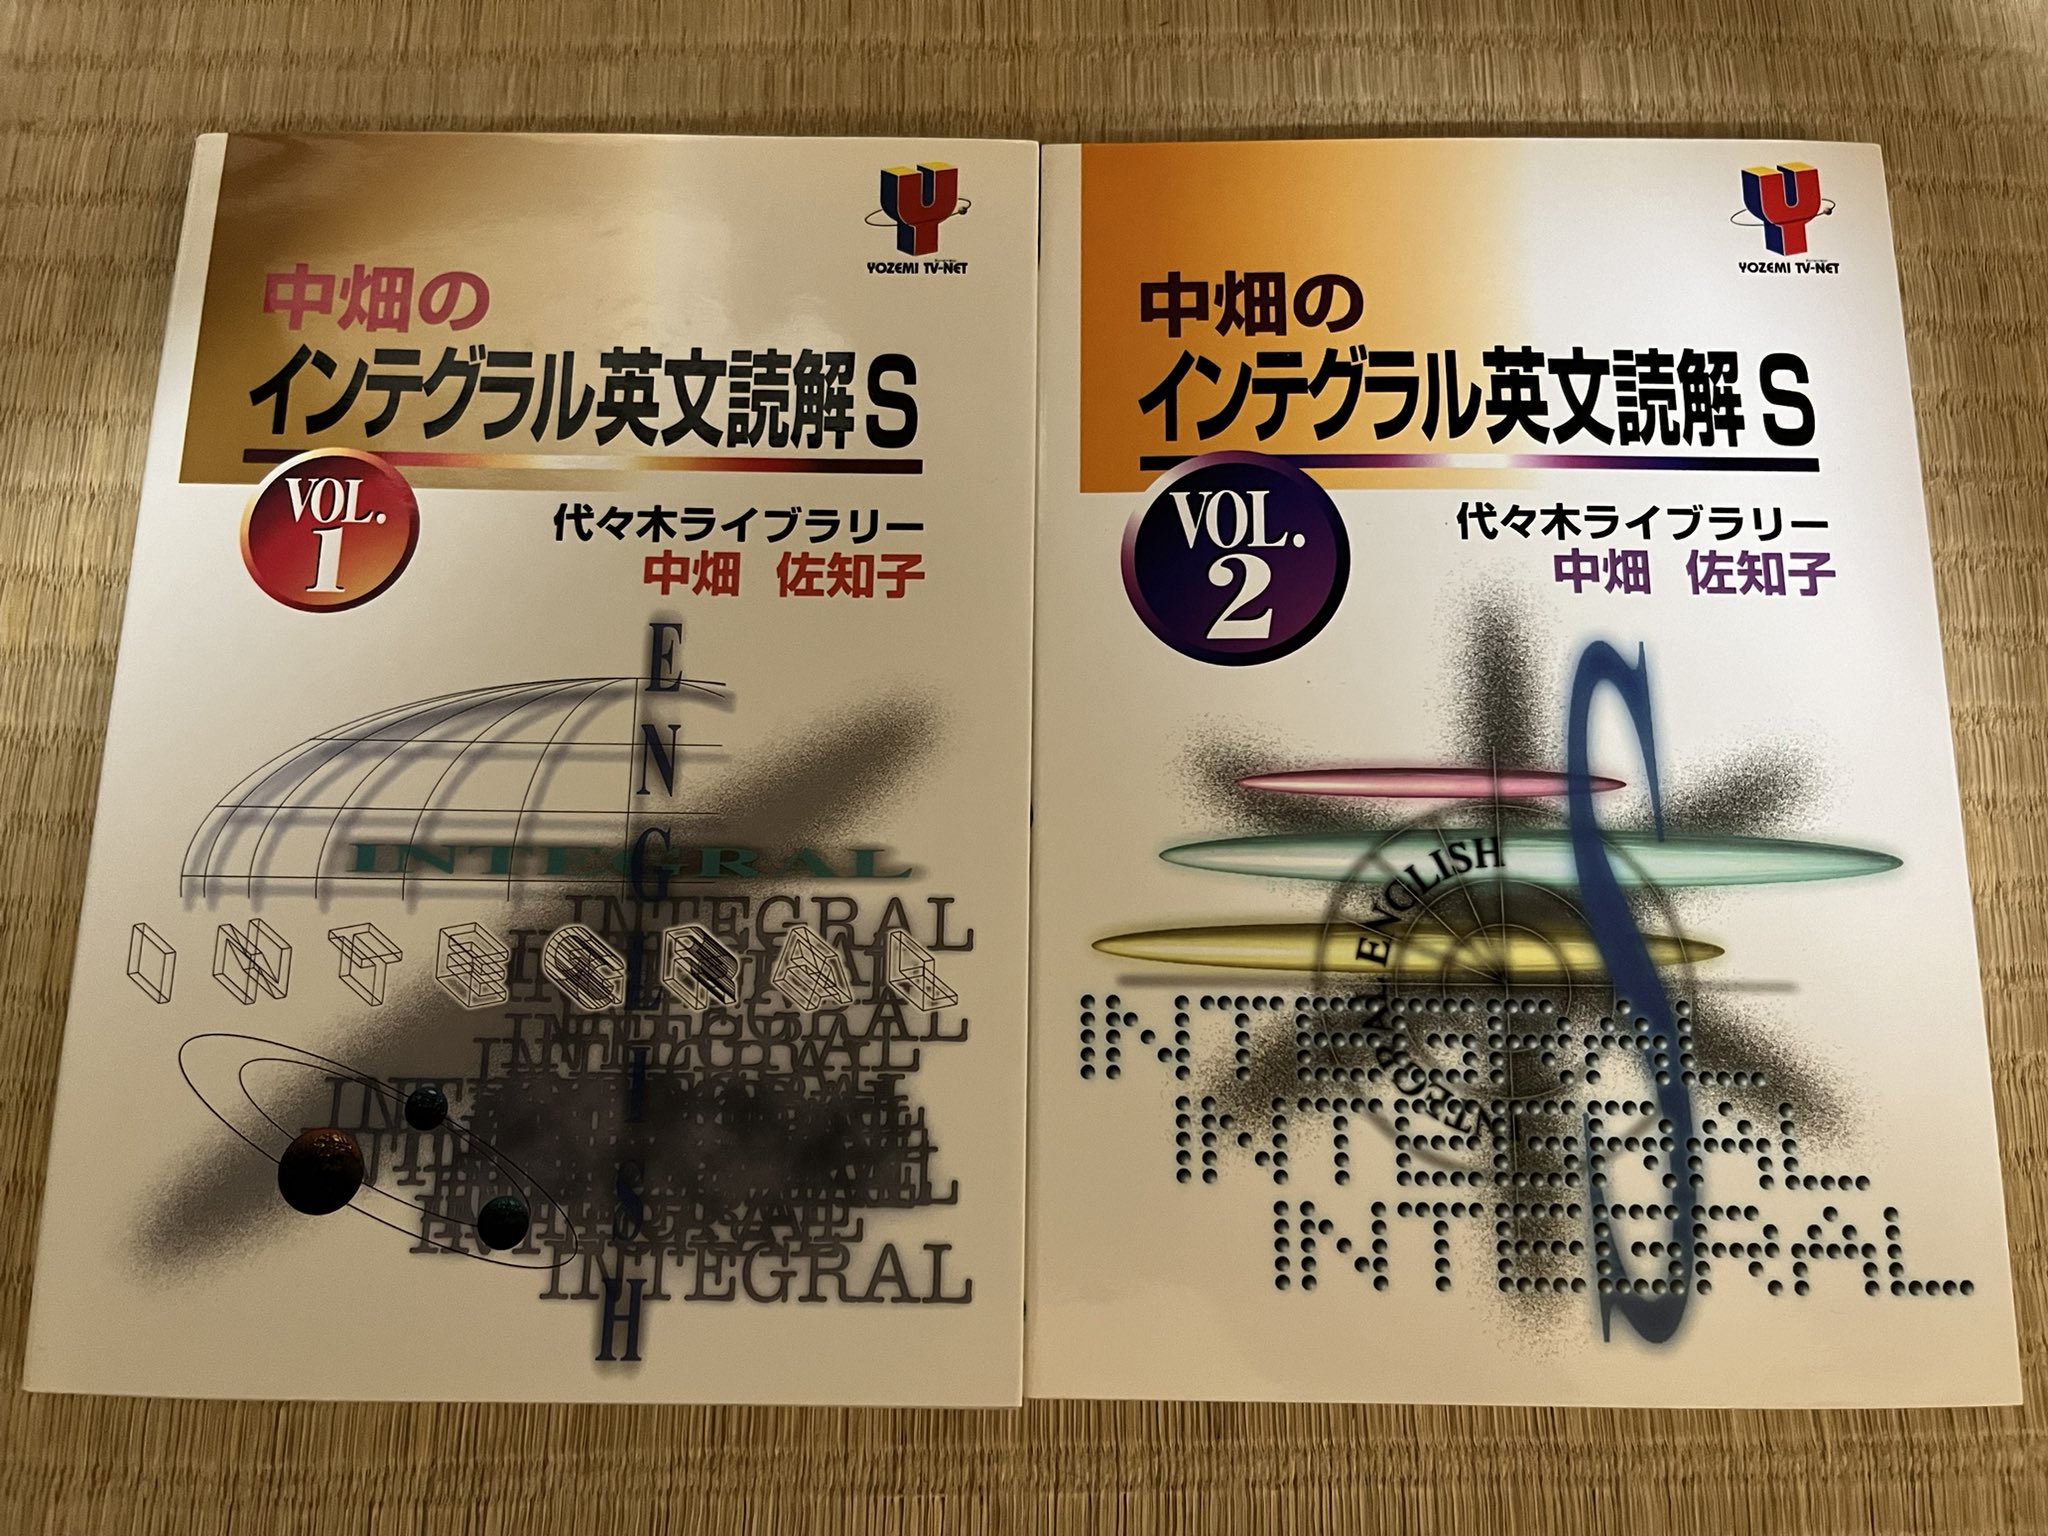 YOZEMI TV-NET
中畑の
インテグラル英文読解S
VOL.
1
代々木ライブラリー
中畑 佐知子
ENGLISH
INTEGRAL
INTEGRAL
INTEGRAL
INTEGRAL
YOZEMI TV-NET
中畑の
インテグラル英文読解S
VOL.
2
代々木ライブラリー
中畑 佐知子
S
INTEGRAL ENGLISH
INTEGRAL
INTEGRAL
INTEGRAL